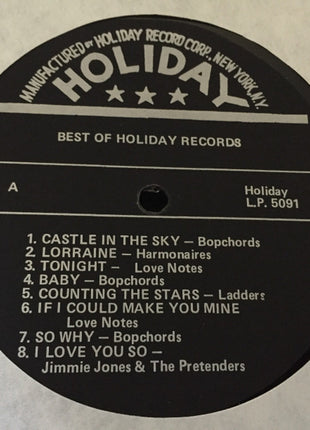 MANUFACTURED BY HOLIDAY RECORD CORP., NEW YORK, N.Y.
HOLIDAY
BEST OF HOLIDAY RECORDS
A
Holiday
L.P. 5091
1. CASTLE IN THE SKY – Bopchords
2. LORRAINE – Harmonaires
3. TONIGHT – Love Notes
4. BABY – Bopchords
5. COUNTING THE STARS – Ladders
6. IF I COULD MAKE YOU MINE
Love Notes
7. SO WHY – Bopchords
8. I LOVE YOU SO –
Jimmie Jones & The Pretenders